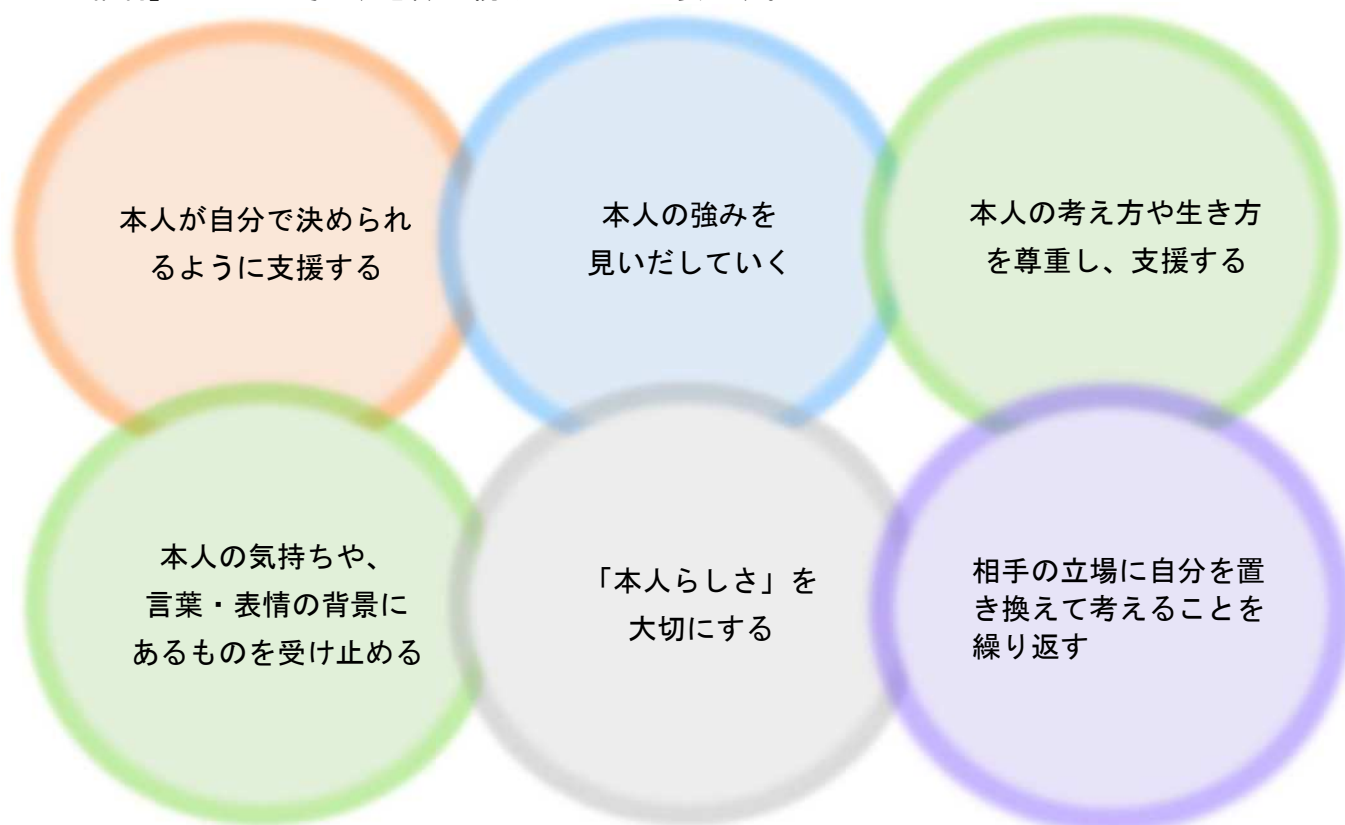 本人が自分で決められ
るように支援する
本人の強みを
見いだしていく
本人の考え方や生き方
を尊重し、支援する
本人の気持ちや、
言葉・表情の背景に
あるものを受け止める
「本人らしさ」を
大切にする
相手の立場に自分を置
き換えて考えることを
繰り返す